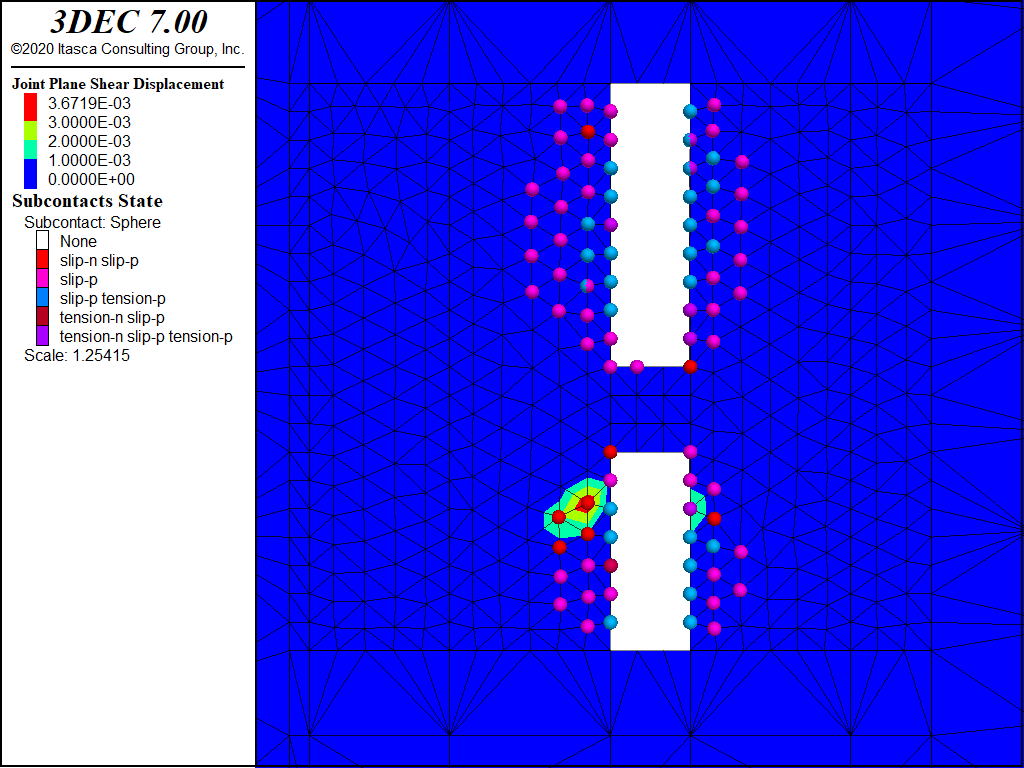 3DEC 7.00
©2020 Itasca Consulting Group, Inc.
Joint Plane Shear Displacement
3.6719E-03
3.0000E-03
2.0000E-03
1.0000E-03
0.0000E+00
Subcontacts State
Subcontact: Sphere
None
slip-n slip-p
slip-p
slip-p tension-p
tension-n slip-p
tension-n slip-p tension-p
Scale: 1.25415